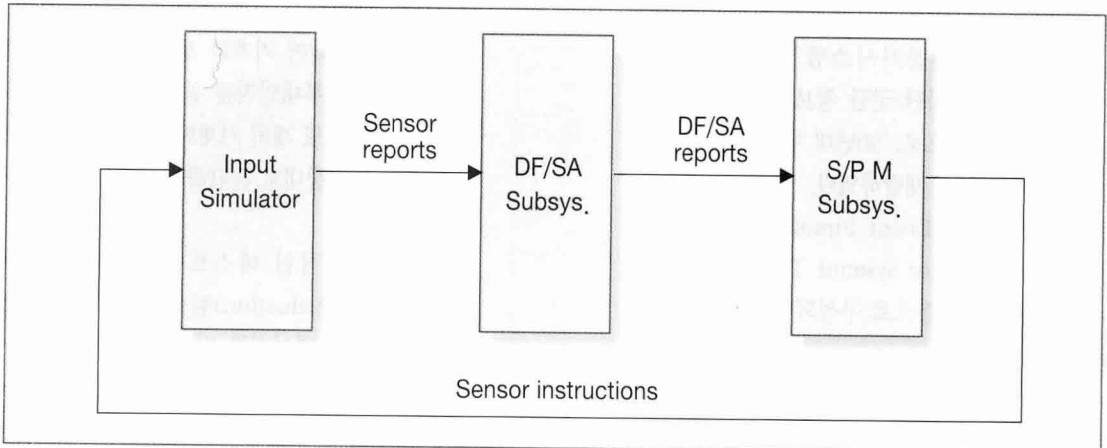 Input
Simulator
Sensor
reports
DF/SA
Subsys.
DF/SA
reports
S/P M
Subsys.
Sensor instructions